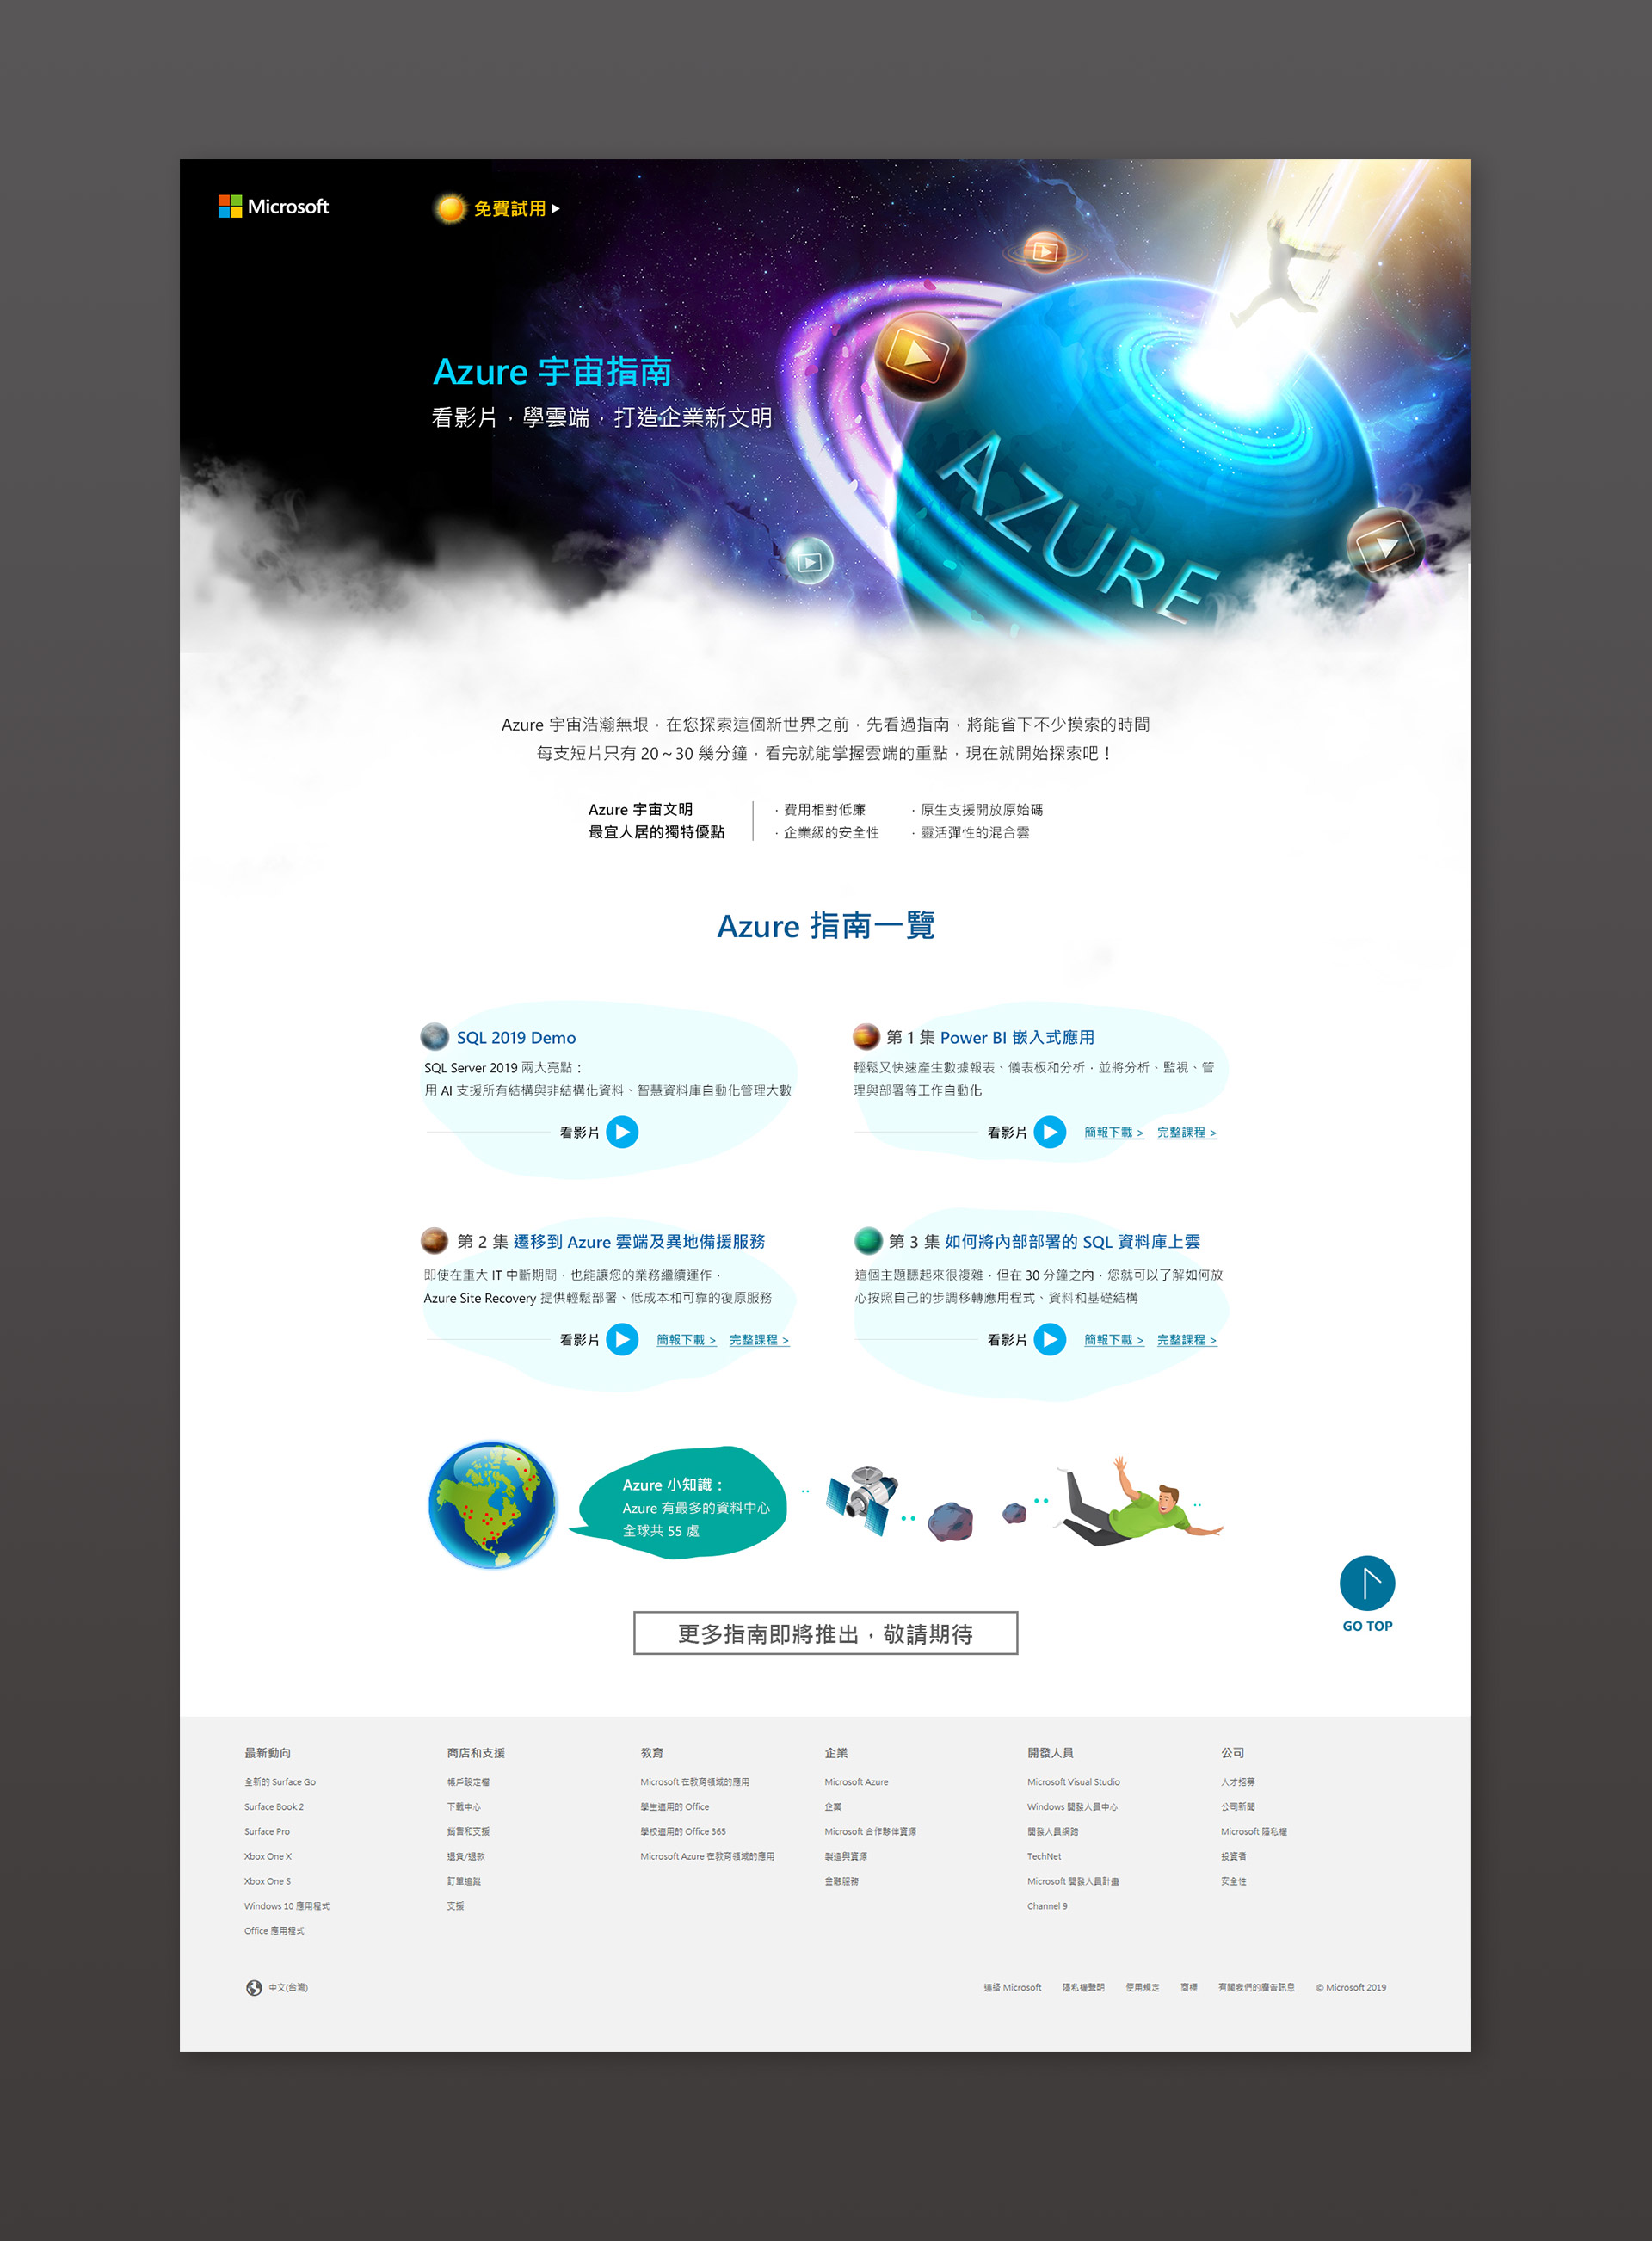 Microsoft
免費試用
Azure 宇宙指南
看影片，學雲端，打造企業新文明
AZURE
Azure 宇宙浩瀚無垠，在您探索這個新世界之前，先看過指南，將能省下不少摸索的時間
每支短片只有 20～30 幾分鐘，看完就能掌握雲端的重點，現在就開始探索吧！
Azure 宇宙文明
最宜人居的獨特優點
· 費用相對低廉
· 原生支援開放原始碼
· 企業級的安全性
· 靈活彈性的混合雲
Azure 指南一覽
SQL 2019 Demo
SQL Server 2019 兩大亮點：
用 AI 支援所有結構與非結構化資料、智慧資料庫自動化管理大數
看影片
第 1 集 Power BI 嵌入式應用
輕鬆又快速產生數據報表、儀表板和分析，並將分析、監視、管
理與部署等工作自動化
看影片 簡報下載 > 完整課程 >
第 2 集 遷移到 Azure 雲端及異地備援服務
即使在重大 IT 中斷期間，也能讓您的業務繼續運作，
Azure Site Recovery 提供輕鬆部署、低成本和可靠的復原服務
看影片 簡報下載 > 完整課程 >
第 3 集 如何將內部部署的 SQL 資料庫上雲
這個主題聽起來很複雜，但在 30 分鐘之內，您就可以了解如何放
心按照自己的步調移轉應用程式、資料和基礎結構
看影片 簡報下載 > 完整課程 >
Azure 小知識：
Azure 有最多的資料中心
全球共 55 處
GO TOP
更多指南即將推出，敬請期待
最新動向
全新的 Surface Go
Surface Book 2
Surface Pro
Xbox One X
Xbox One S
Windows 10 應用程式
Office 應用程式
商店和支援
帳戶設定檔
下載中心
銷售和支援
退貨/退款
訂單追蹤
支援
教育
Microsoft 在教育領域的應用
學生適用的 Office
學校適用的 Office 365
Microsoft Azure 在教育領域的應用
企業
Microsoft Azure
企業
Microsoft 合作夥伴資源
製造與資源
金融服務
開發人員
Microsoft Visual Studio
Windows 開發人員中心
開發人員網路
TechNet
Microsoft 開發人員計畫
Channel 9
公司
人才招募
公司新聞
Microsoft 隱私權
投資者
安全性
中文(台灣)
連絡 Microsoft 隱私權聲明 使用規定 商標 有關我們的廣告訊息 © Microsoft 2019